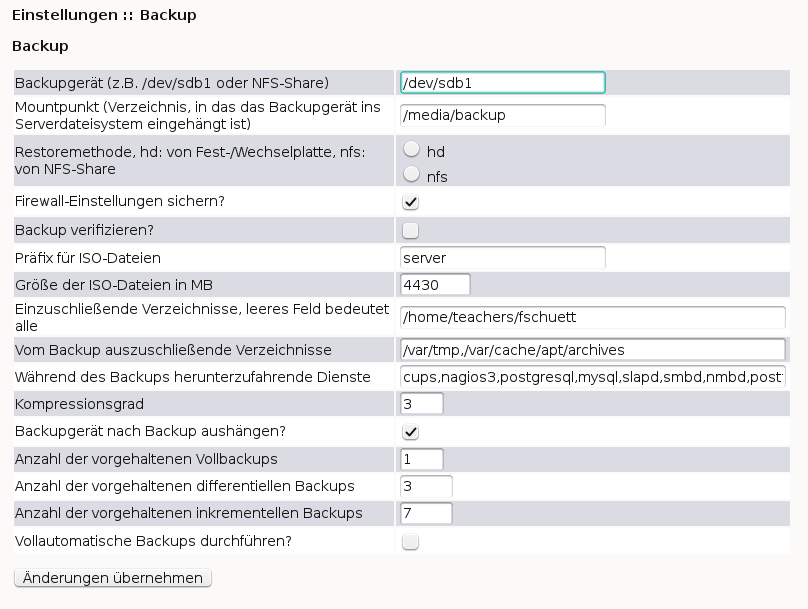 Einstellungen :: Backup
Backup
Backupgerät (z.B. /dev/sdb1 oder NFS-Share)
/dev/sdb1
Mountpunkt (Verzeichnis, in das das Backupgerät ins
Serverdateisystem eingehängt ist)
/media/backup
Restoremethode, hd: von Fest-/Wechselplatte, nfs:
von NFS-Share
hd
nfs
Firewall-Einstellungen sichern?
Backup verifizieren?
Präfix für ISO-Dateien
server
Größe der ISO-Dateien in MB
4430
Einzuschließende Verzeichnisse, leeres Feld bedeutet
alle
/home/teachers/fschuett
Vom Backup auszuschließende Verzeichnisse
/var/tmp,/var/cache/apt/archives
Während des Backups herunterzufahrende Dienste
cups,nagios3,postgresql,mysql,slapd,smbd,nmbd,post
Kompressionsgrad
3
Backupgerät nach Backup aushängen?
Anzahl der vorgehaltenen Vollbackups
1
Anzahl der vorgehaltenen differentiellen Backups
3
Anzahl der vorgehaltenen inkrementellen Backups
7
Vollautomatische Backups durchführen?
Änderungen übernehmen